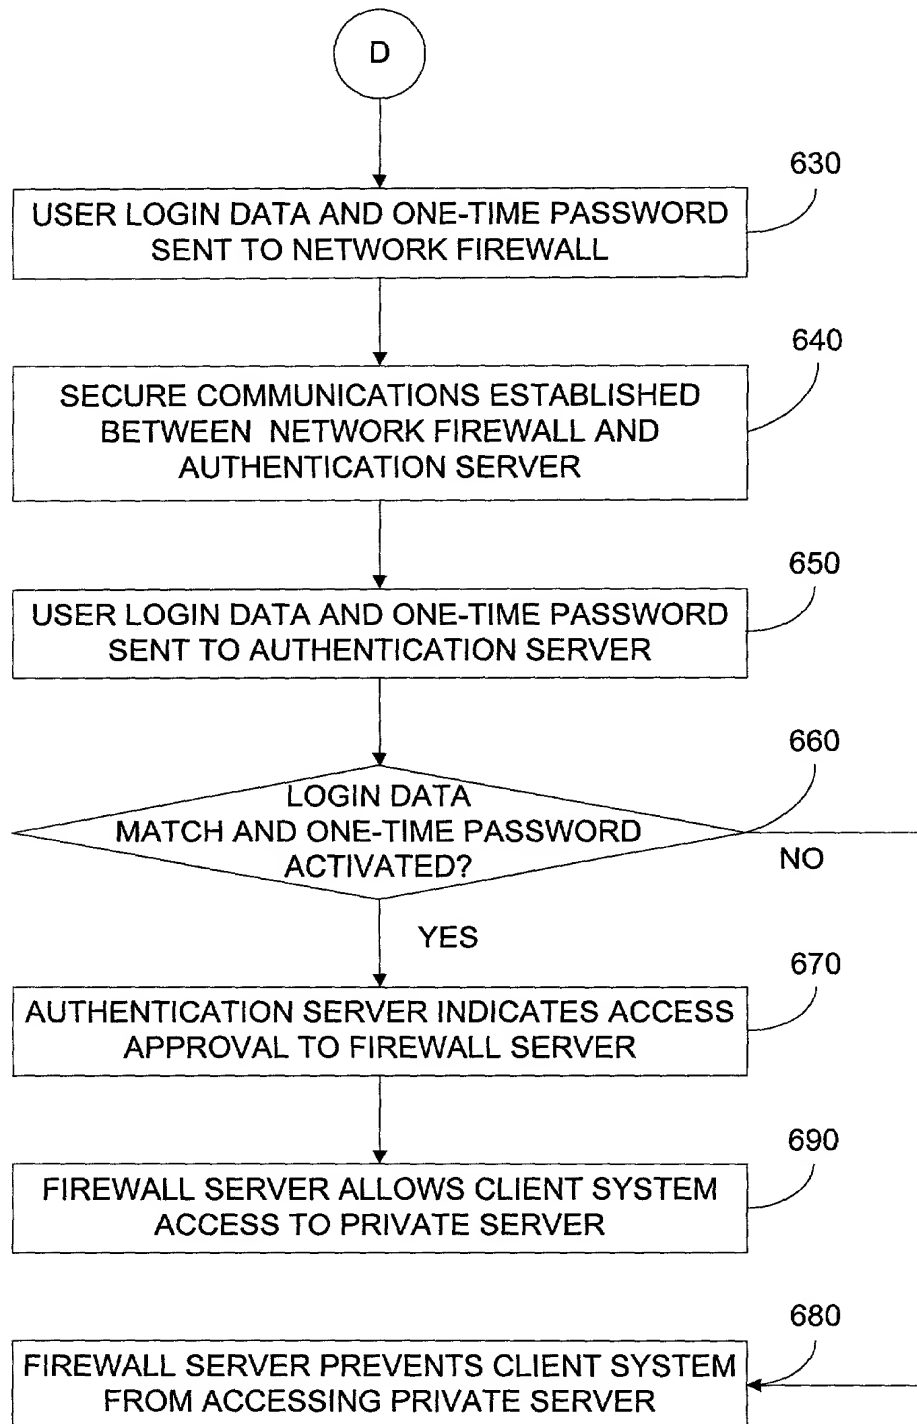 D
630
USER LOGIN DATA AND ONE-TIME PASSWORD
SENT TO NETWORK FIREWALL
640
SECURE COMMUNICATIONS ESTABLISHED
BETWEEN NETWORK FIREWALL AND
AUTHENTICATION SERVER
650
USER LOGIN DATA AND ONE-TIME PASSWORD
SENT TO AUTHENTICATION SERVER
660
LOGIN DATA
MATCH AND ONE-TIME PASSWORD
ACTIVATED?
NO
YES
670
AUTHENTICATION SERVER INDICATES ACCESS
APPROVAL TO FIREWALL SERVER
690
FIREWALL SERVER ALLOWS CLIENT SYSTEM
ACCESS TO PRIVATE SERVER
680
FIREWALL SERVER PREVENTS CLIENT SYSTEM
FROM ACCESSING PRIVATE SERVER